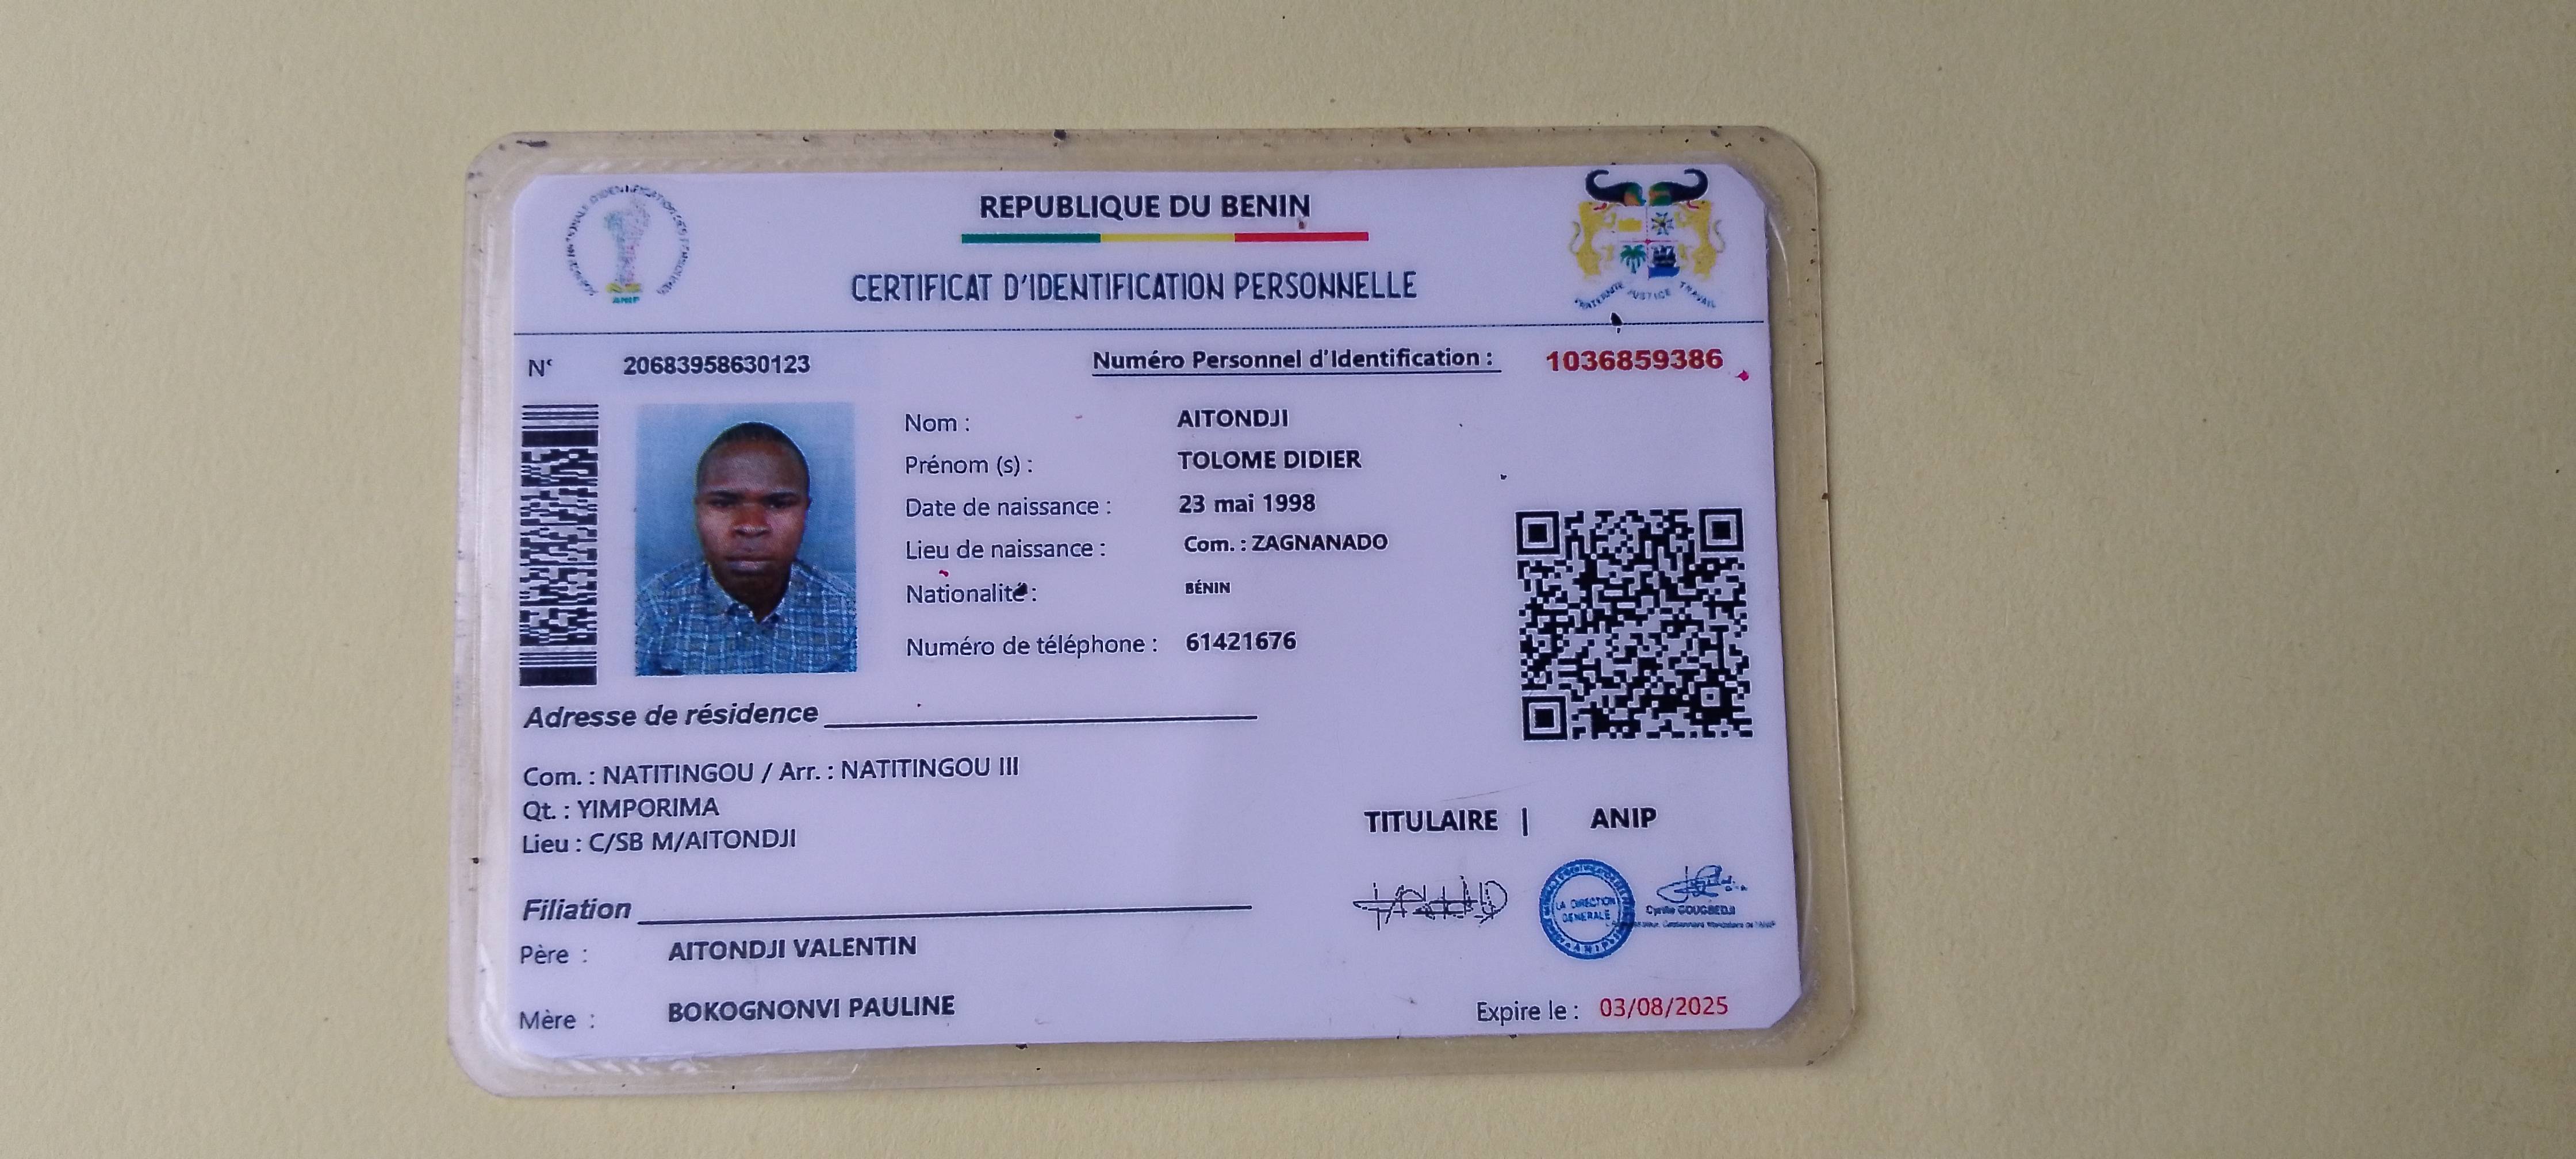 REPUBLIQUE DU BENIN
CERTIFICAT D'IDENTIFICATION PERSONNELLE
ANIP
FRATERNITE JUSTICE TRAVAIL
N° 20683958630123 Numéro Personnel d'Identification : 1036859386
Nom : AITONDJI
Prénom (s) : TOLOME DIDIER
Date de naissance : 23 mai 1998
Lieu de naissance : Com. : ZAGNANADO
Nationalité : BÉNIN
Numéro de téléphone : 61421676
Adresse de résidence
Com. : NATITINGOU / Arr. : NATITINGOU III
Qt. : YIMPORIMA
Lieu : C/SB M/AITONDJI
TITULAIRE | ANIP
LA DIRECTION
GENERALE
ANIP
Cyrille GOUGBEDJI
Filiation
Père : AITONDJI VALENTIN
Mère : BOKOGNONVI PAULINE
Expire le : 03/08/2025